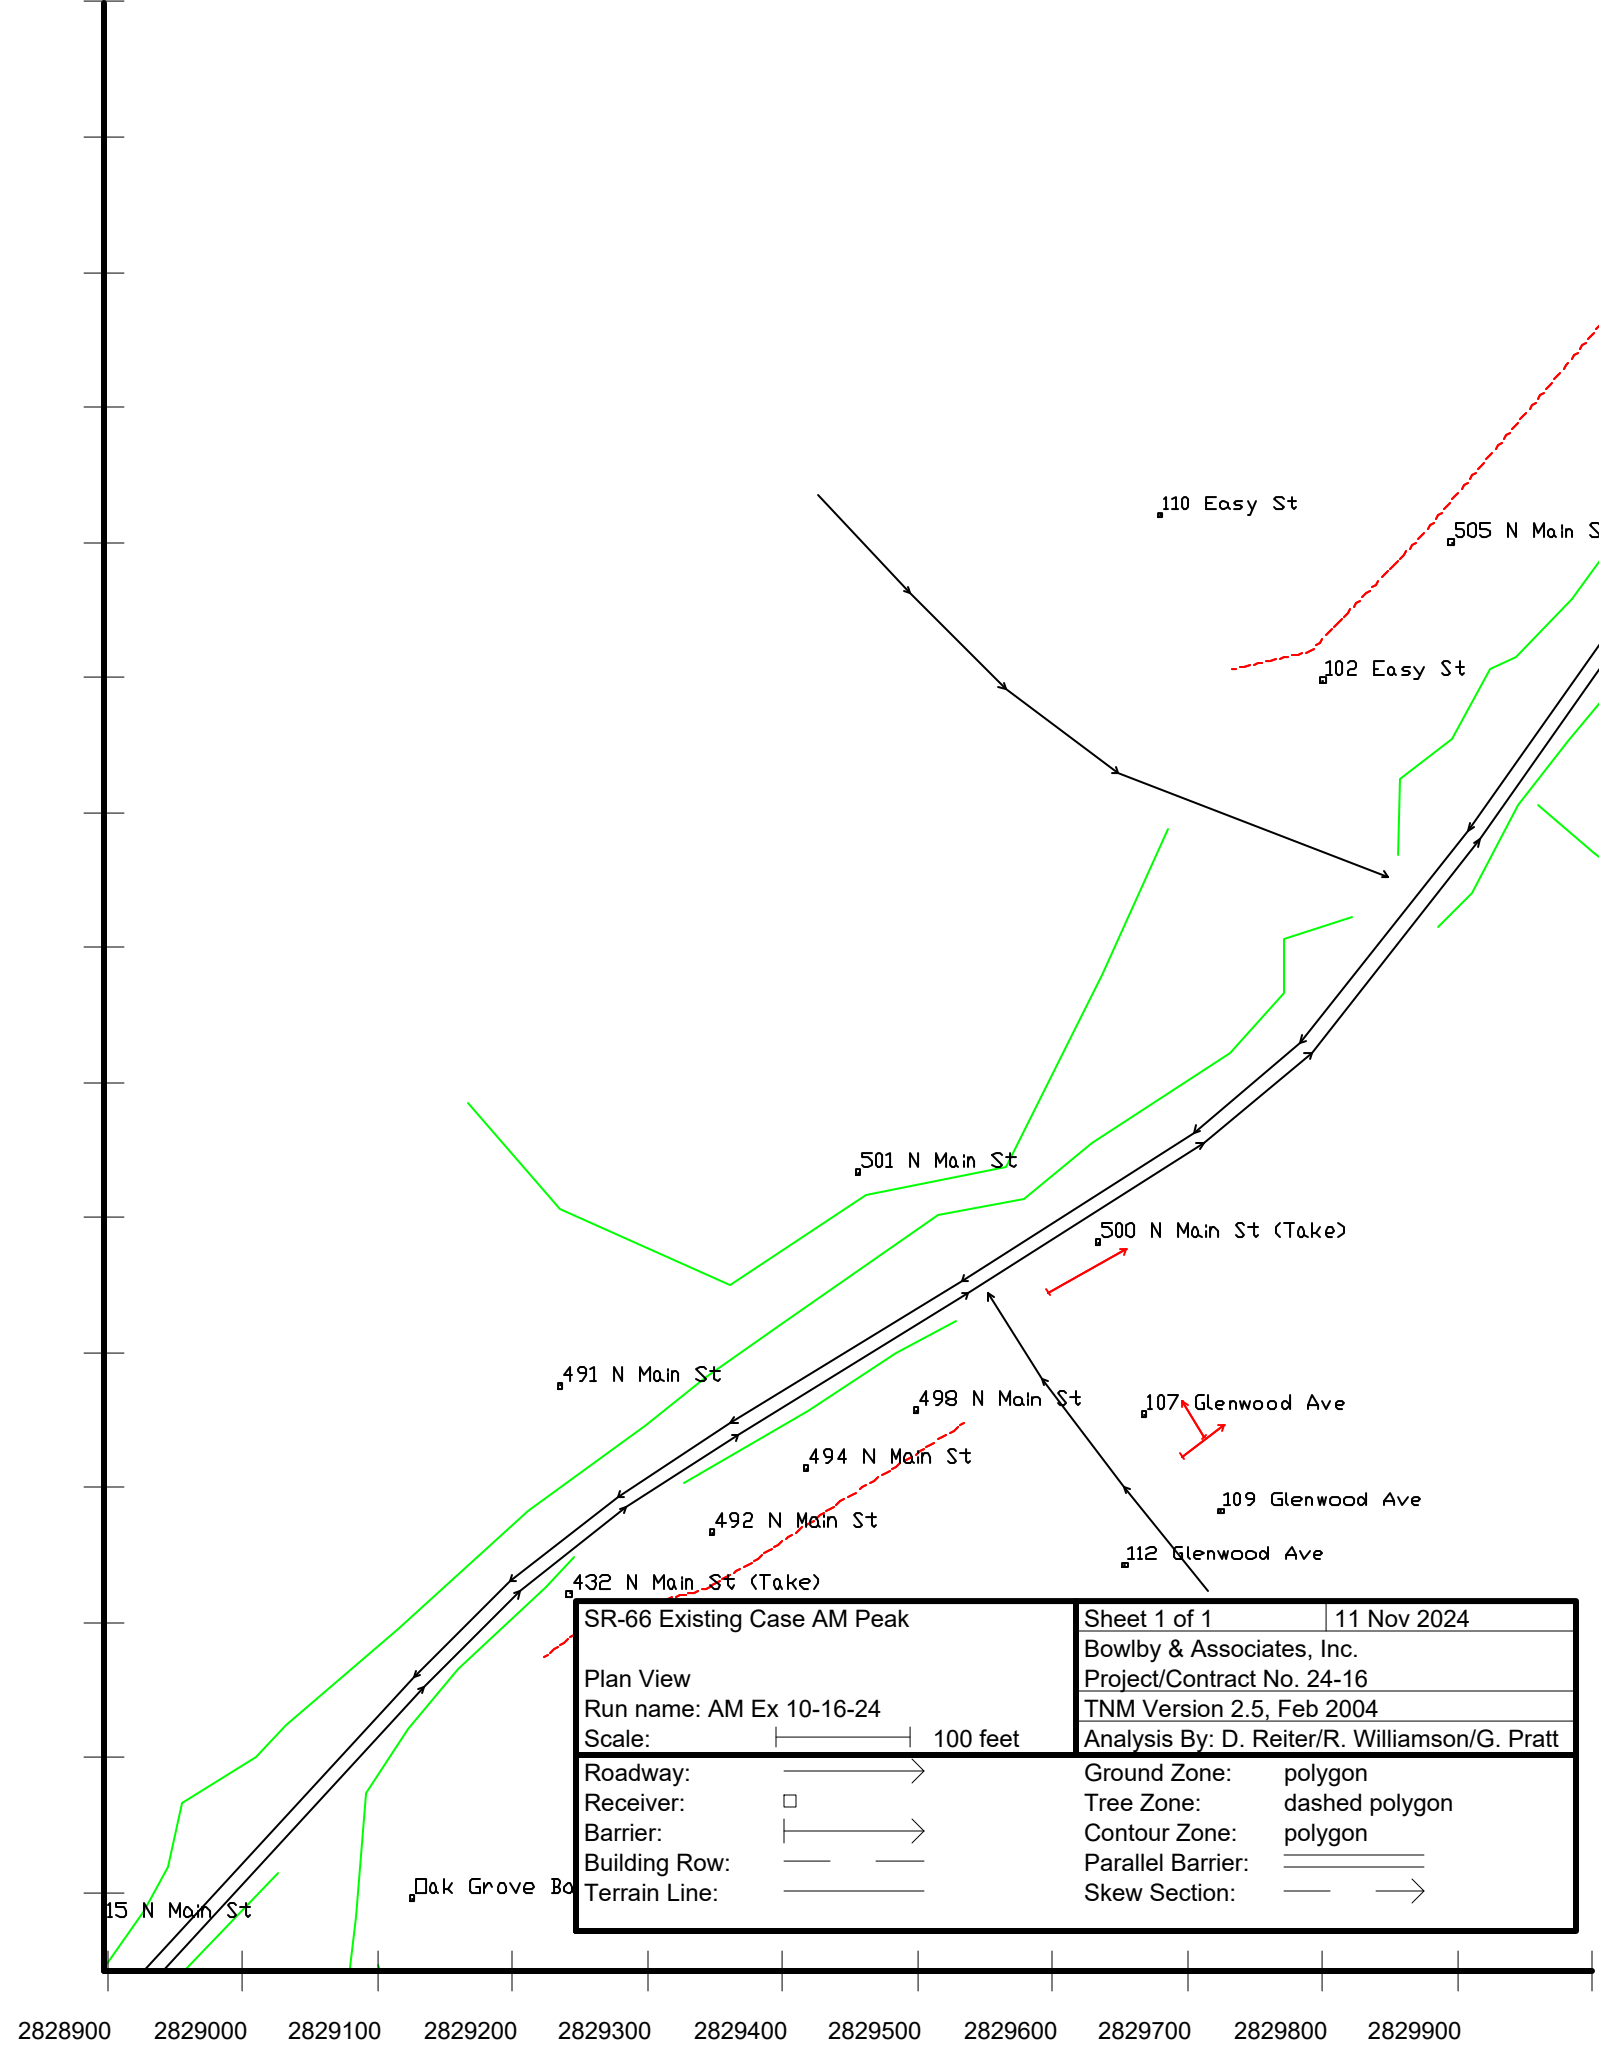 110 Easy St
505 N Main S
102 Easy St
501 N Main St
500 N Main St (Take)
491 N Main St
498 N Main St
107 Glenwood Ave
494 N Main St
109 Glenwood Ave
492 N Main St
112 Glenwood Ave
432 N Main St (Take)
SR-66 Existing Case AM Peak
Sheet 1 of 1 11 Nov 2024
Bowlby & Associates, Inc.
Plan View
Project/Contract No. 24-16
Run name: AM Ex 10-16-24
TNM Version 2.5, Feb 2004
Scale: 100 feet
Analysis By: D. Reiter/R. Williamson/G. Pratt
Roadway:
Ground Zone: polygon
Receiver:
Tree Zone: dashed polygon
Barrier:
Contour Zone: polygon
Building Row:
Parallel Barrier:
Terrain Line:
Skew Section:
Oak Grove Ba
15 N Main St
2828900 2829000 2829100 2829200 2829300 2829400 2829500 2829600 2829700 2829800 2829900